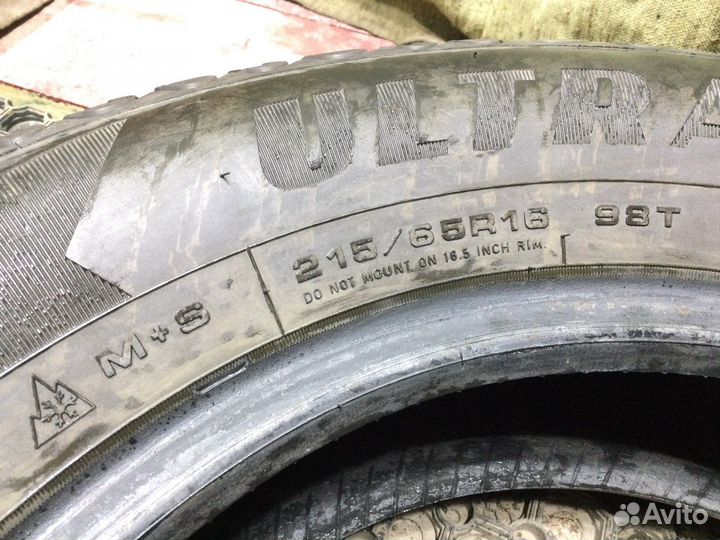 ULTRA
215/65R16 98T
DO NOT MOUNT ON 16.5 INCH RIM.
M+S
Avito